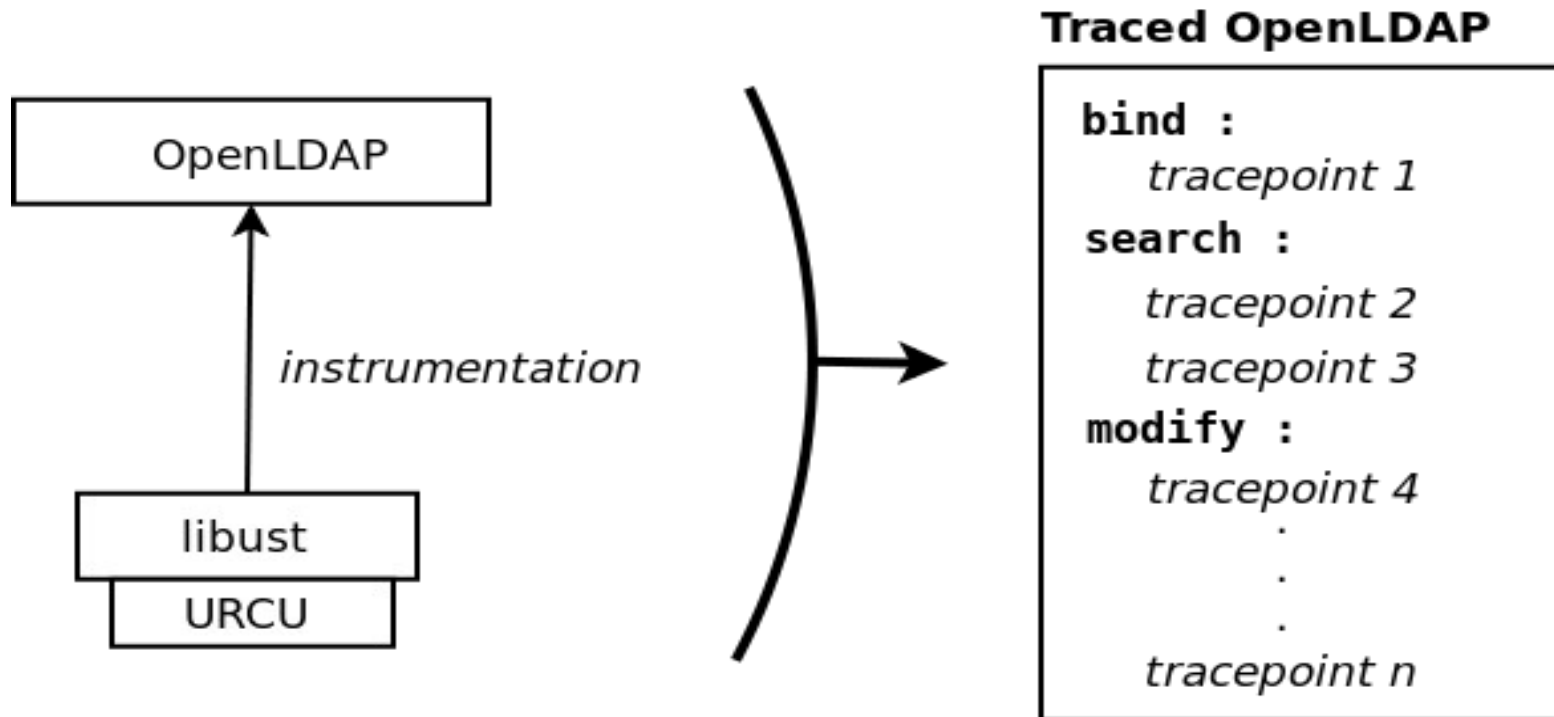 OpenLDAP
instrumentation
libust
URCU
Traced OpenLDAP
bind :
tracepoint 1
search :
tracepoint 2
tracepoint 3
modify :
tracepoint 4
.
.
.
tracepoint n